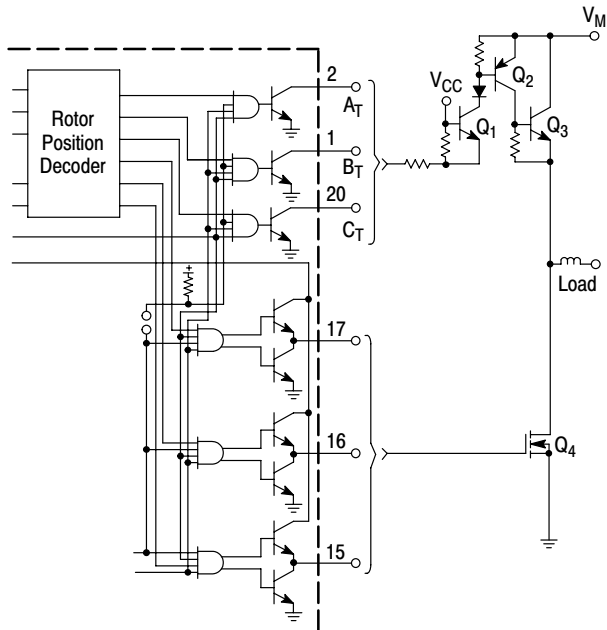 V_M
2
V_CC
Q_2
A_T
Q_1
Q_3
Rotor
Position
Decoder
1
B_T
20
C_T
+
Load
17
16
Q_4
15